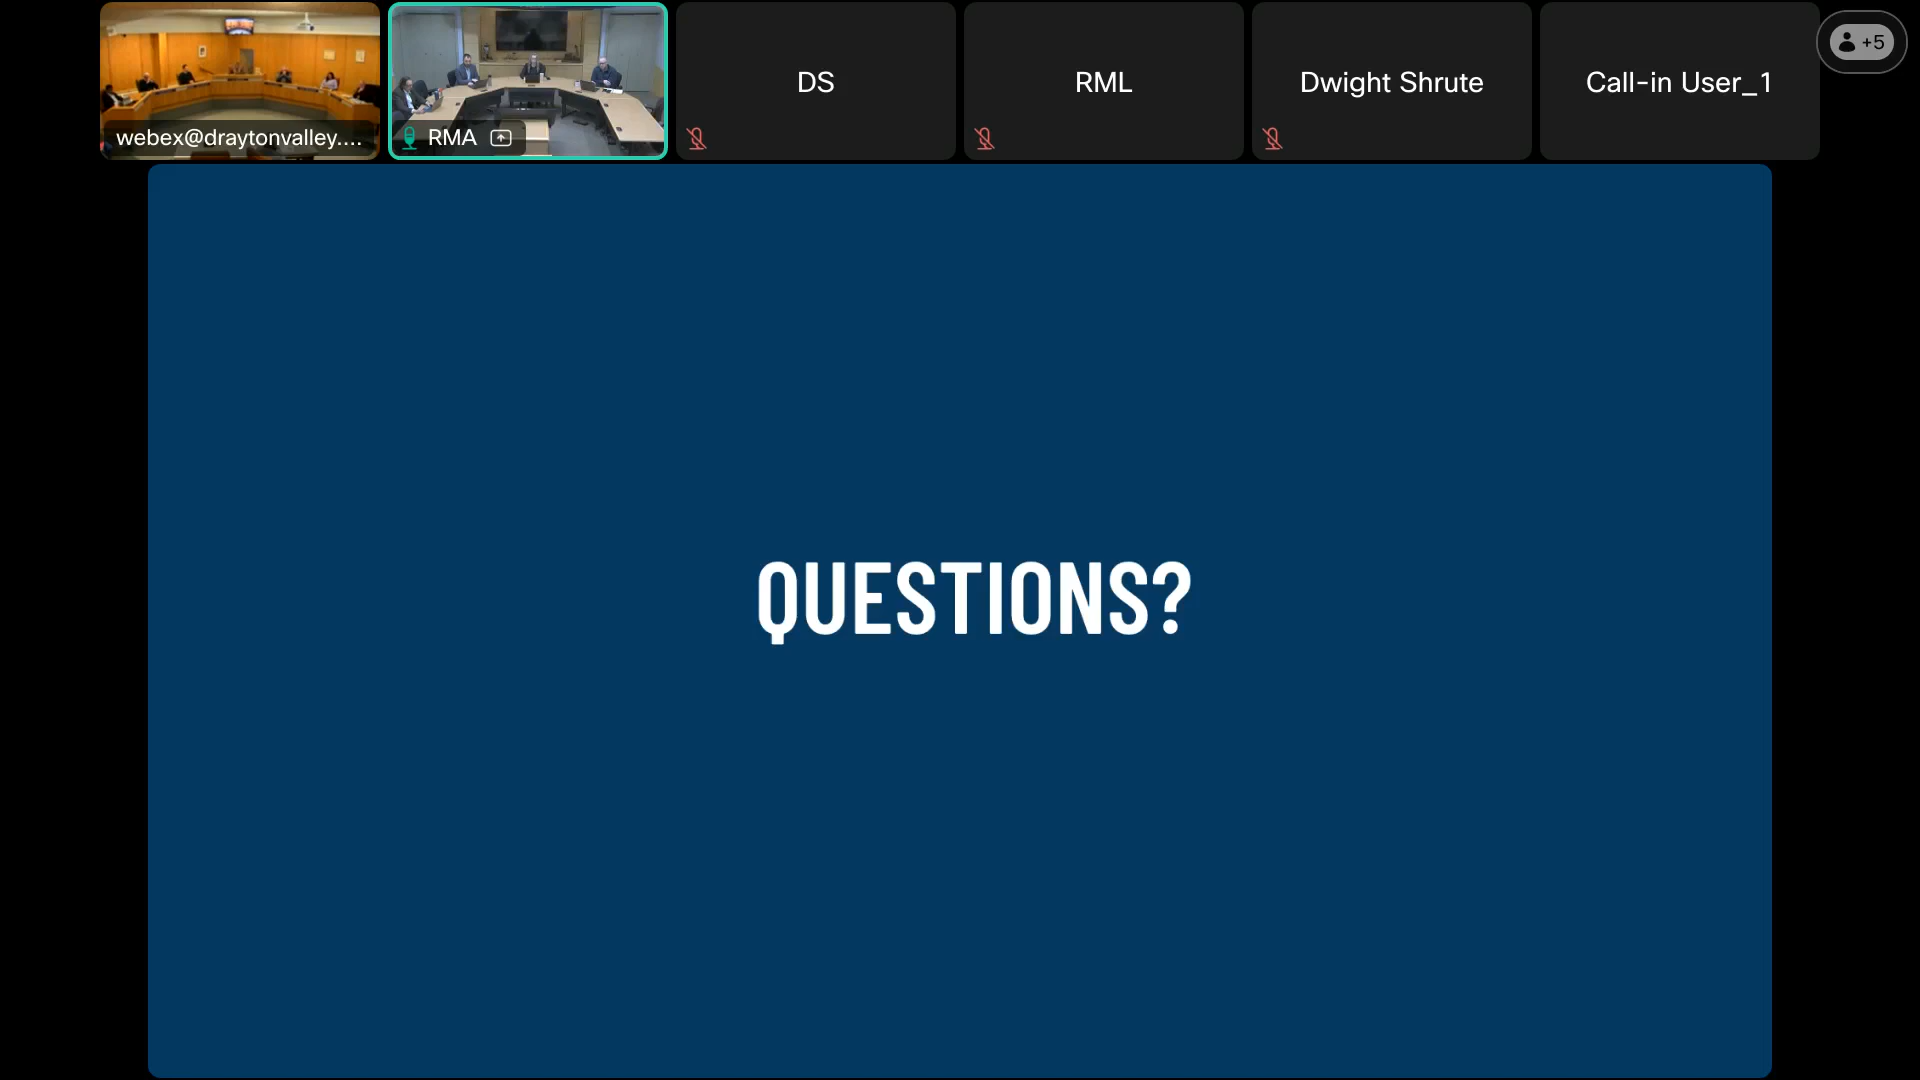 webex@draytonvalley....
RMA
DS
RML
Dwight Shrute
Call-in User_1
+5
QUESTIONS?